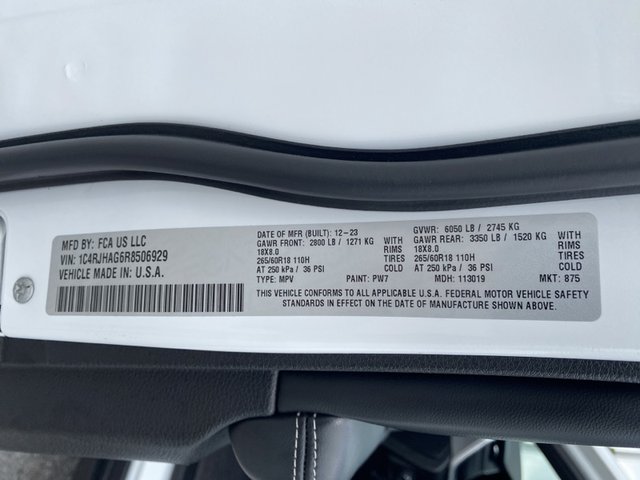 MFD BY: FCA US LLC
VIN: 1C4RJHAG6R8506929
VEHICLE MADE IN U.S.A.
DATE OF MFR (BUILT): 12-23
GAWR FRONT: 2800 LB / 1271 KG WITH
18X8.0 RIMS
265/60R18 110H TIRES
AT 250 kPa / 36 PSI
TYPE: MPV PAINT: PW7
GVWR: 6050 LB / 2745 KG
GAWR REAR: 3350 LB / 1520 KG WITH
18X8.0 RIMS
265/60R18 110H TIRES
AT 250 kPa / 36 PSI
MDH: 113019 MKT: 875
THIS VEHICLE CONFORMS TO ALL APPLICABLE U.S.A. FEDERAL MOTOR VEHICLE SAFETY
STANDARDS IN EFFECT ON THE DATE OF MANUFACTURE SHOWN ABOVE.